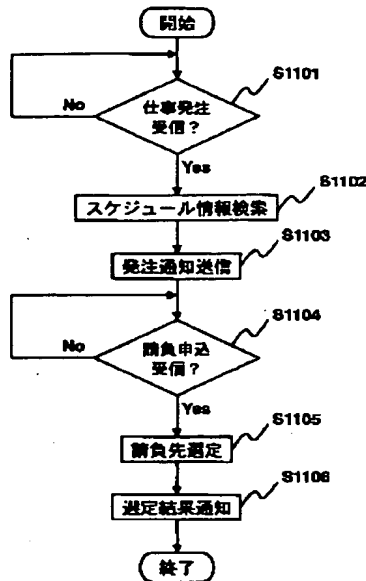 開始
S1101
仕事発注
受信？
No
Yes
S1102
スケジュール情報検索
S1103
発注通知送信
S1104
請負申込
受信？
No
Yes
S1105
請負先選定
S1106
選定結果通知
終了